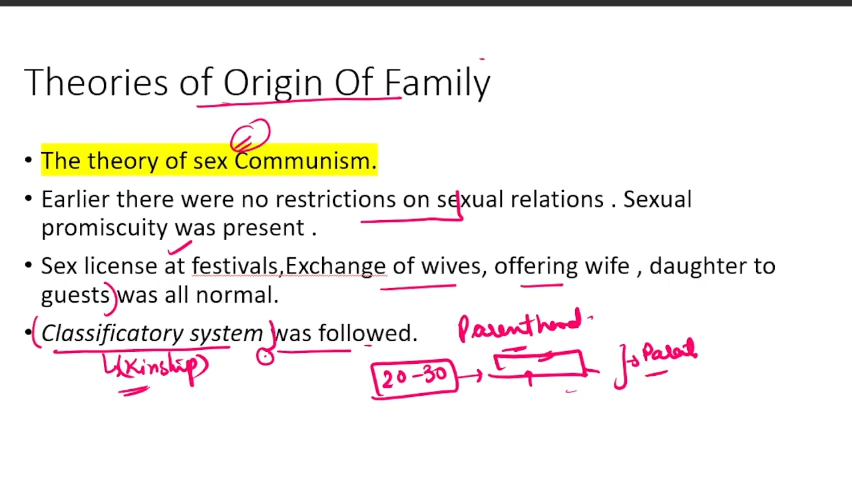 Theories of Origin Of Family
• The theory of sex Communism.
• Earlier there were no restrictions on sexual relations . Sexual
promiscuity was present .
• Sex license at festivals,Exchange of wives, offering wife , daughter to
guests was all normal.
• (Classificatory system) was followed.
Parenthood
(Kinship)
20-30